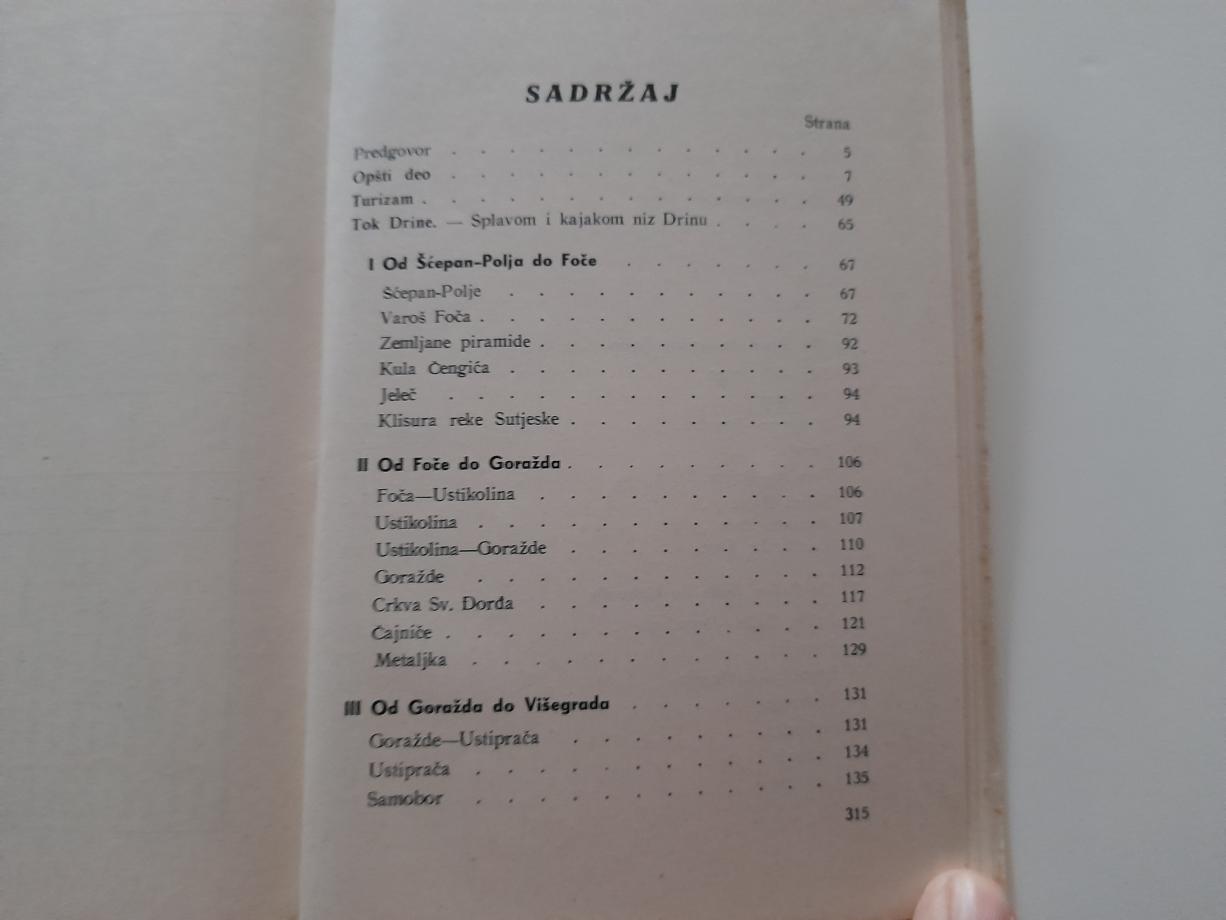 SADRŽAJ
Strana
Predgovor . . . . . . . . . . . . . 5
Opšti deo . . . . . . . . . . . . . 7
Turizam . . . . . . . . . . . . . . 49
Tok Drine. — Splavom i kajakom niz Drinu . . . . 65
I Od Šćepan-Polja do Foče . . . . . . . 67
Šćepan-Polje . . . . . . . . . . . 67
Varoš Foča . . . . . . . . . . . . 72
Zemljane piramide . . . . . . . . . . 92
Kula Čengića . . . . . . . . . . . 93
Jeleč . . . . . . . . . . . . . 94
Klisura reke Sutjeske . . . . . . . . . 94
II Od Foče do Goražda . . . . . . . . . 106
Foča—Ustikolina . . . . . . . . . . 106
Ustikolina . . . . . . . . . . . . 107
Ustikolina—Goražde . . . . . . . . . 110
Goražde . . . . . . . . . . . . 112
Crkva Sv. Đorđa . . . . . . . . . . 117
Čajniče . . . . . . . . . . . . . 121
Metaljka . . . . . . . . . . . . 129
III Od Goražda do Višegrada . . . . . . . 131
Goražde—Ustiprača . . . . . . . . . 131
Ustiprača . . . . . . . . . . . . 134
Samobor . . . . . . . . . . . . 135
315